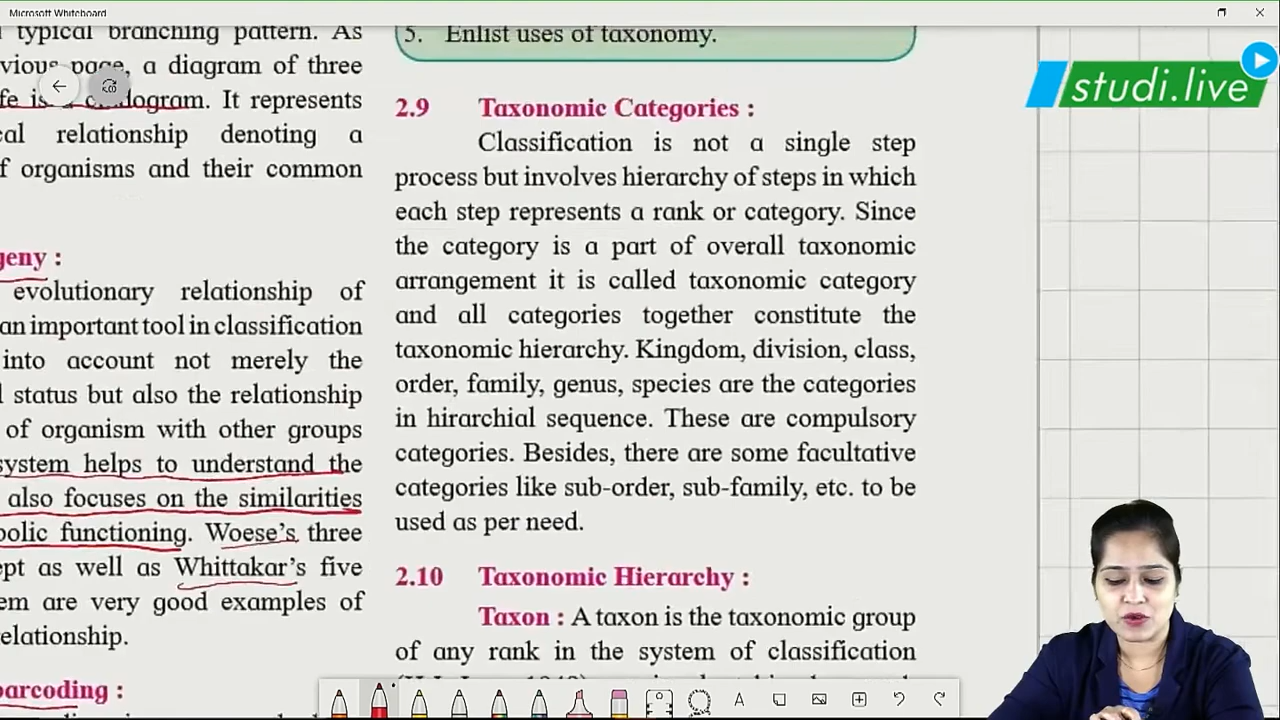 Microsoft Whiteboard
typical branching pattern. As
vious page, a diagram of three
fe is a cladogram. It represents
cal relationship denoting a
f organisms and their common
geny :
evolutionary relationship of
an important tool in classification
into account not merely the
l status but also the relationship
of organism with other groups
system helps to understand the
also focuses on the similarities
bolic functioning. Woese's three
ept as well as Whittakar's five
em are very good examples of
relationship.
barcoding :
5. Enlist uses of taxonomy.
2.9 Taxonomic Categories :
Classification is not a single step
process but involves hierarchy of steps in which
each step represents a rank or category. Since
the category is a part of overall taxonomic
arrangement it is called taxonomic category
and all categories together constitute the
taxonomic hierarchy. Kingdom, division, class,
order, family, genus, species are the categories
in hirarchial sequence. These are compulsory
categories. Besides, there are some facultative
categories like sub-order, sub-family, etc. to be
used as per need.
2.10 Taxonomic Hierarchy :
Taxon : A taxon is the taxonomic group
of any rank in the system of classification
studi.live